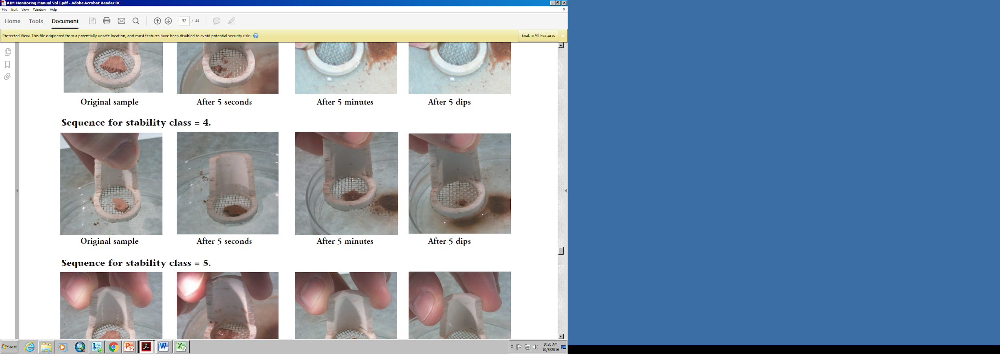 AIM Monitoring Manual Vol I.pdf - Adobe Acrobat Reader DC
File Edit View Window Help
Home Tools Document 32 / 44
Protected View: This file originated from a potentially unsafe location, and most features have been disabled to avoid potential security risks. Enable All Features
Original sample After 5 seconds After 5 minutes After 5 dips
Sequence for stability class = 4.
Original sample After 5 seconds After 5 minutes After 5 dips
Sequence for stability class = 5.
Start
9:20 AM
10/5/2016